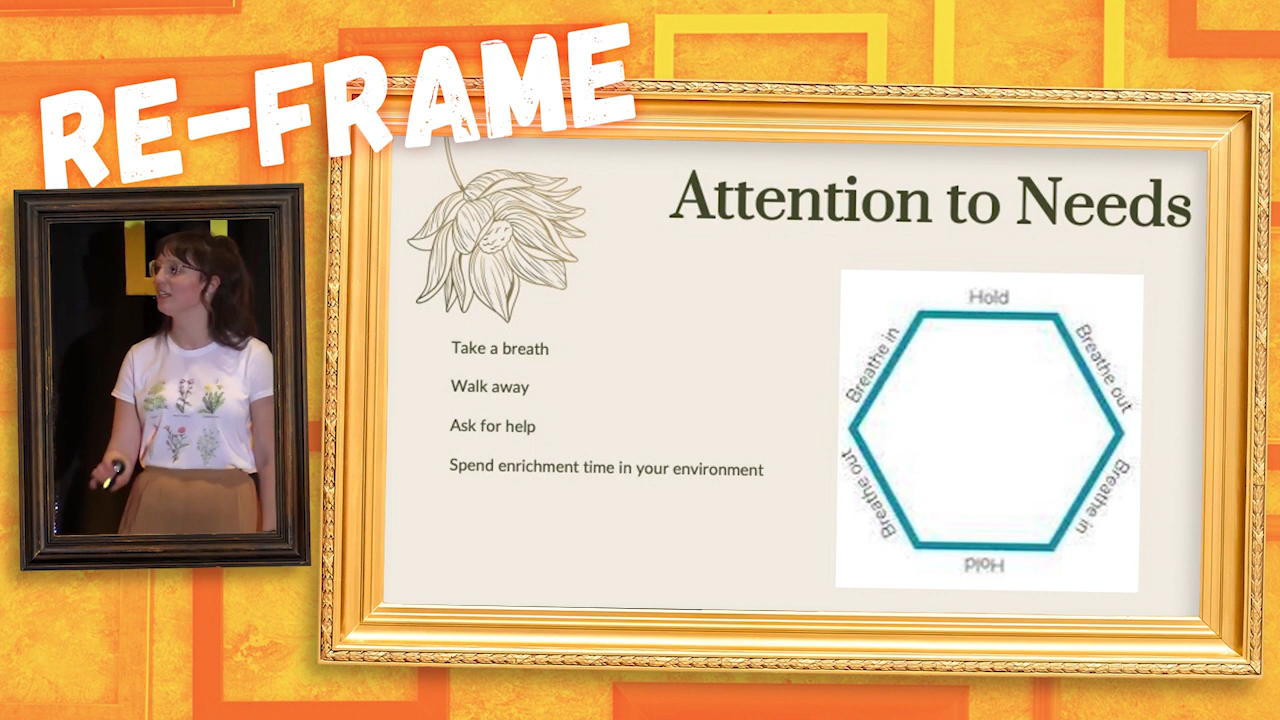 RE-FRAME
Attention to Needs
Take a breath
Walk away
Ask for help
Spend enrichment time in your environment
Hold
Breathe in
Breathe out
Breathe out
Breathe in
Hold